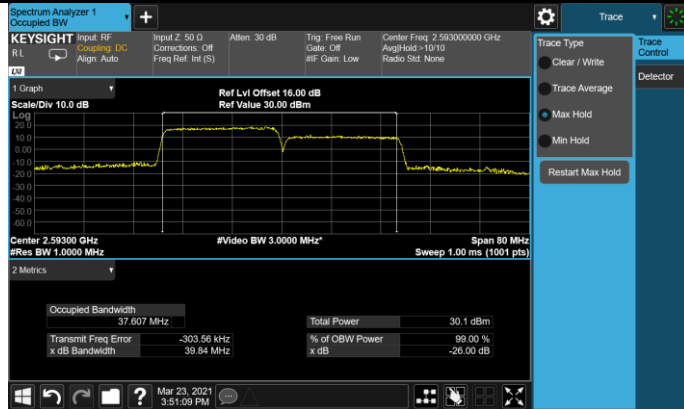 Spectrum Analyzer 1
Occupied BW
+
Trace
KEYSIGHT
R L
LXI
Input: RF
Coupling: DC
Align: Auto
Input Z: 50 Ω
Corrections: Off
Freq Ref: Int (S)
Atten: 30 dB
Trig: Free Run
Gate: Off
#IF Gain: Low
Center Freq: 2.593000000 GHz
Avg|Hold:>10/10
Radio Std: None
Trace Type
Clear / Write
Trace Average
Max Hold
Min Hold
Restart Max Hold
Trace
Control
Detector
1 Graph
Scale/Div 10.0 dB
Ref Lvl Offset 16.00 dB
Ref Value 30.00 dBm
Log
20.0
10.0
0.00
-10.0
-20.0
-30.0
-40.0
-50.0
-60.0
Center 2.59300 GHz
#Res BW 1.0000 MHz
#Video BW 3.0000 MHz*
Span 80 MHz
Sweep 1.00 ms (1001 pts)
2 Metrics
Occupied Bandwidth
37.607 MHz
Total Power 30.1 dBm
Transmit Freq Error -303.56 kHz
% of OBW Power 99.00 %
x dB Bandwidth 39.84 MHz
x dB -26.00 dB
?
Mar 23, 2021
3:51:09 PM